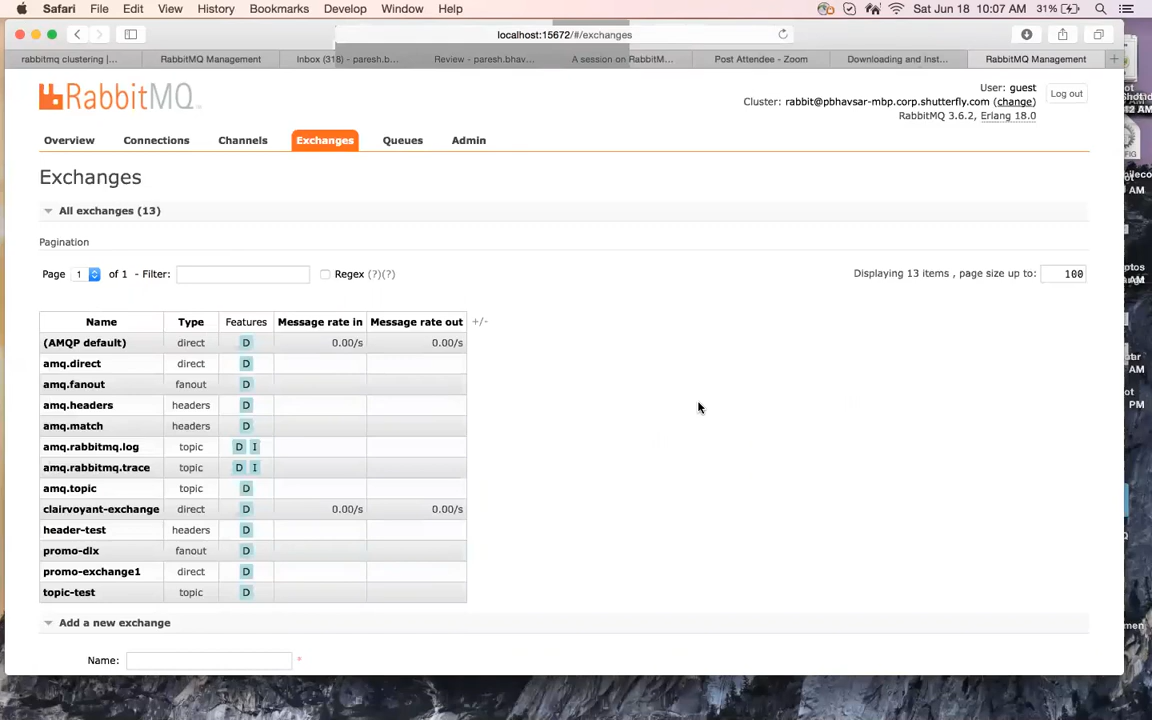 Safari File Edit View History Bookmarks Develop Window Help Sat Jun 18 10:07 AM 31%
localhost:15672/#/exchanges
rabbitmq clustering |... RabbitMQ Management Inbox (318) - paresh.b... Review - paresh.bhav... A session on RabbitM... Post Attendee - Zoom Downloading and Inst... RabbitMQ Management +
RabbitMQ
User: guest
Log out
Cluster: rabbit@pbhavsar-mbp.corp.shutterfly.com (change)
RabbitMQ 3.6.2, Erlang 18.0
Overview Connections Channels Exchanges Queues Admin
Exchanges
All exchanges (13)
Pagination
Page 1 of 1 - Filter: Regex (?)(?) Displaying 13 items , page size up to: 100
Name Type Features Message rate in Message rate out +/-
(AMQP default) direct D 0.00/s 0.00/s
amq.direct direct D
amq.fanout fanout D
amq.headers headers D
amq.match headers D
amq.rabbitmq.log topic D I
amq.rabbitmq.trace topic D I
amq.topic topic D
clairvoyant-exchange direct D 0.00/s 0.00/s
header-test headers D
promo-dlx fanout D
promo-exchange1 direct D
topic-test topic D
Add a new exchange
Name: *